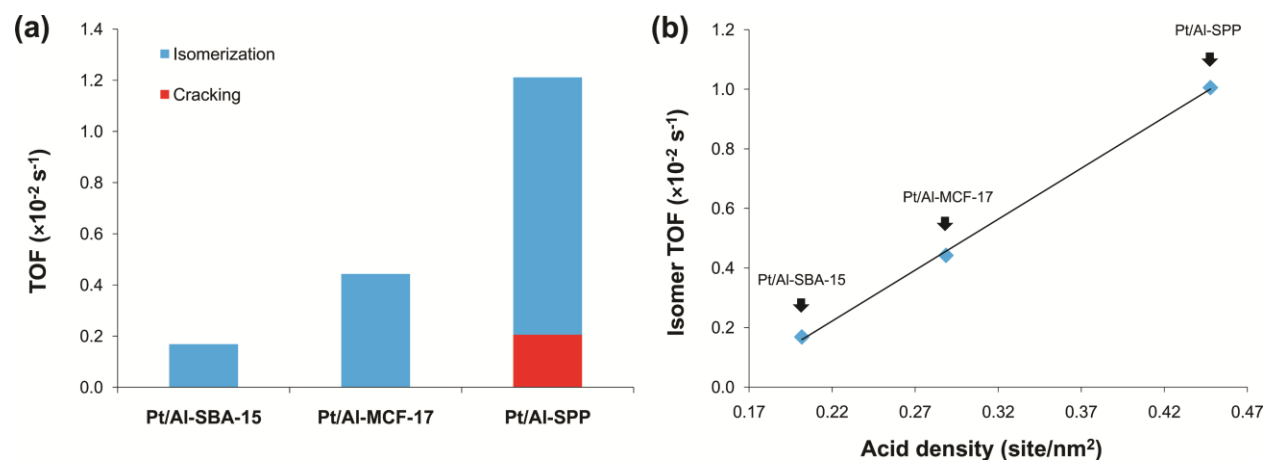 (a)
TOF (×10⁻² s⁻¹)
1.4
1.2
1.0
0.8
0.6
0.4
0.2
0.0
Isomerization
Cracking
Pt/Al-SBA-15 Pt/Al-MCF-17 Pt/Al-SPP
(b)
Isomer TOF (×10⁻² s⁻¹)
1.2
1.0
0.8
0.6
0.4
0.2
0.0
Pt/Al-SPP
Pt/Al-MCF-17
Pt/Al-SBA-15
0.17 0.22 0.27 0.32 0.37 0.42 0.47
Acid density (site/nm²)